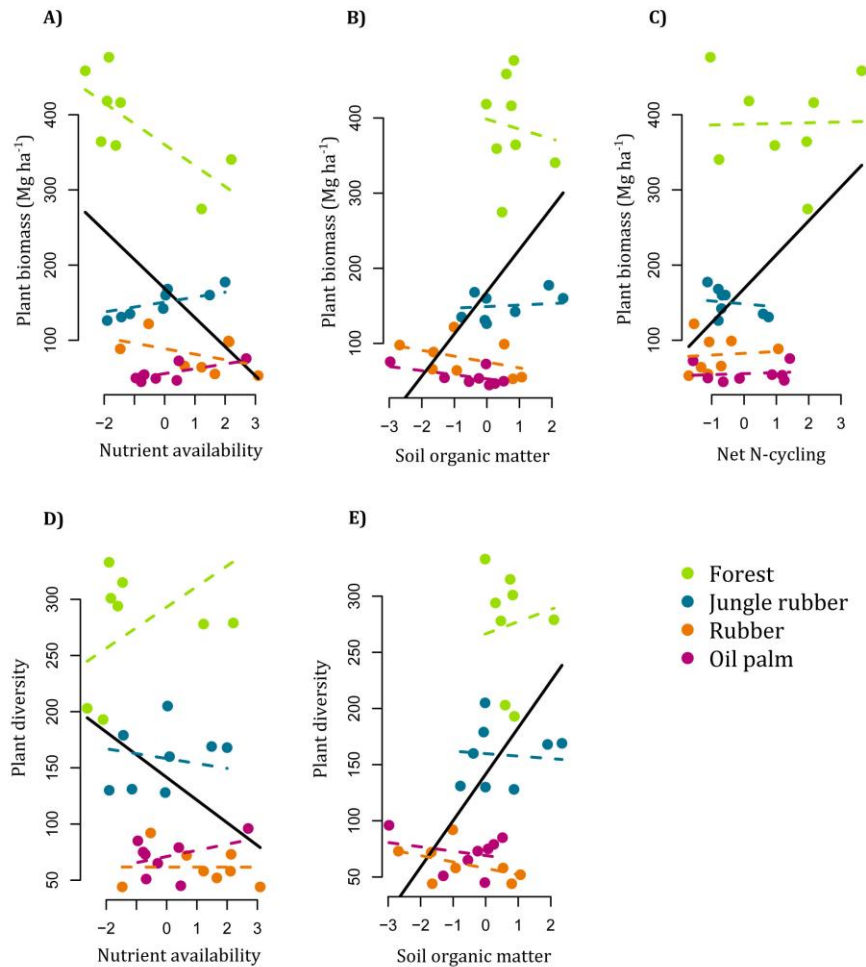 A)
B)
C)
Plant biomass (Mg ha⁻¹)
100 200 300 400
−2 −1 0 1 2 3
Nutrient availability
Plant biomass (Mg ha⁻¹)
100 200 300 400
−3 −2 −1 0 1 2
Soil organic matter
Plant biomass (Mg ha⁻¹)
100 200 300 400
−1 0 1 2 3
Net N-cycling
D)
E)
Plant diversity
50 100 150 200 250 300
−2 −1 0 1 2 3
Nutrient availability
Plant diversity
50 100 150 200 250 300
−3 −2 −1 0 1 2
Soil organic matter
Forest
Jungle rubber
Rubber
Oil palm